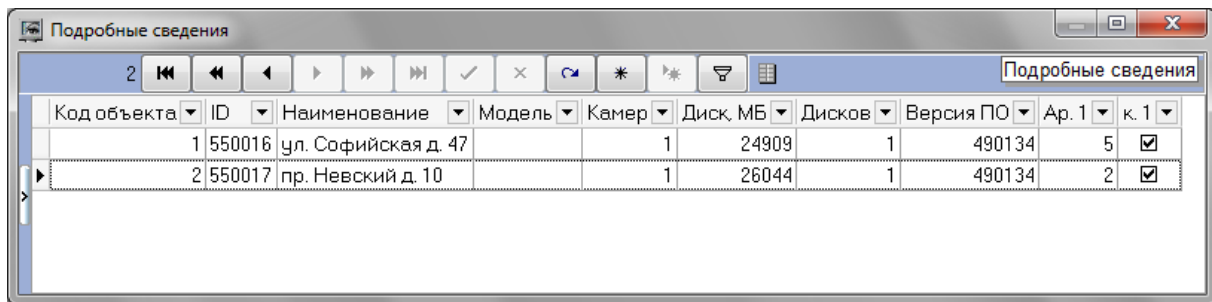 Подробные сведения
2 Подробные сведения
Код объекта ID Наименование Модель Камер Диск, МБ Дисков Версия ПО Ар. 1 к. 1
1 550016 ул. Софийская д. 47 1 24909 1 490134 5
2 550017 пр. Невский д. 10 1 26044 1 490134 2